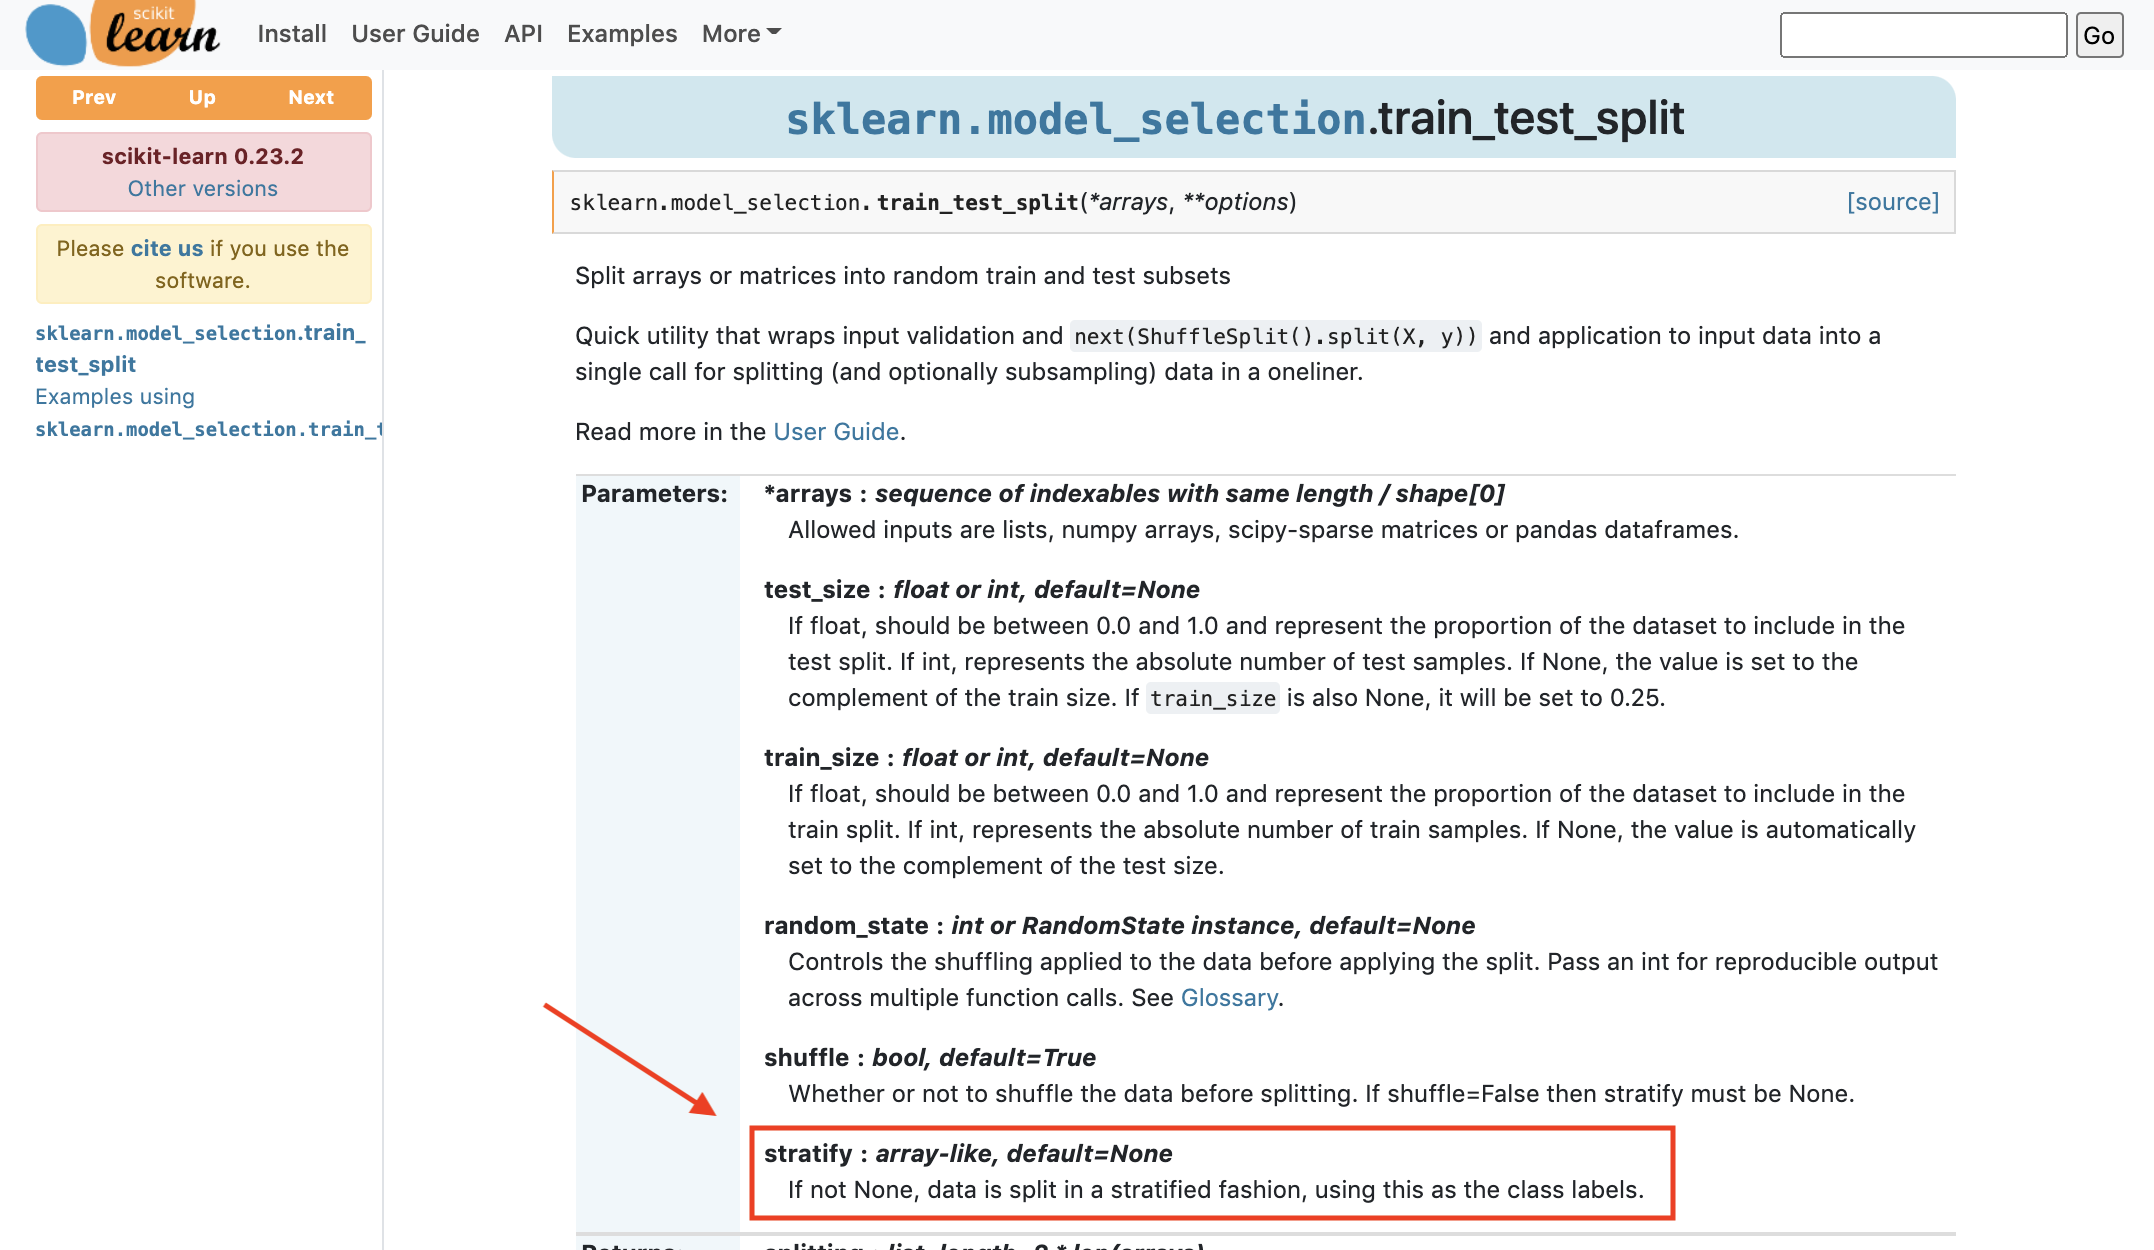 scikit
learn
Install User Guide API Examples More
Go
Prev Up Next
scikit-learn 0.23.2
Other versions
Please cite us if you use the
software.
sklearn.model_selection.train_
test_split
Examples using
sklearn.model_selection.train_t
sklearn.model_selection.train_test_split
sklearn.model_selection.train_test_split(*arrays, **options) [source]
Split arrays or matrices into random train and test subsets
Quick utility that wraps input validation and next(ShuffleSplit().split(X, y)) and application to input data into a
single call for splitting (and optionally subsampling) data in a oneliner.
Read more in the User Guide.
Parameters: *arrays : sequence of indexables with same length / shape[0]
Allowed inputs are lists, numpy arrays, scipy-sparse matrices or pandas dataframes.
test_size : float or int, default=None
If float, should be between 0.0 and 1.0 and represent the proportion of the dataset to include in the
test split. If int, represents the absolute number of test samples. If None, the value is set to the
complement of the train size. If train_size is also None, it will be set to 0.25.
train_size : float or int, default=None
If float, should be between 0.0 and 1.0 and represent the proportion of the dataset to include in the
train split. If int, represents the absolute number of train samples. If None, the value is automatically
set to the complement of the test size.
random_state : int or RandomState instance, default=None
Controls the shuffling applied to the data before applying the split. Pass an int for reproducible output
across multiple function calls. See Glossary.
shuffle : bool, default=True
Whether or not to shuffle the data before splitting. If shuffle=False then stratify must be None.
stratify : array-like, default=None
If not None, data is split in a stratified fashion, using this as the class labels.
Returns: splitting : list, length=2 * len(arrays)